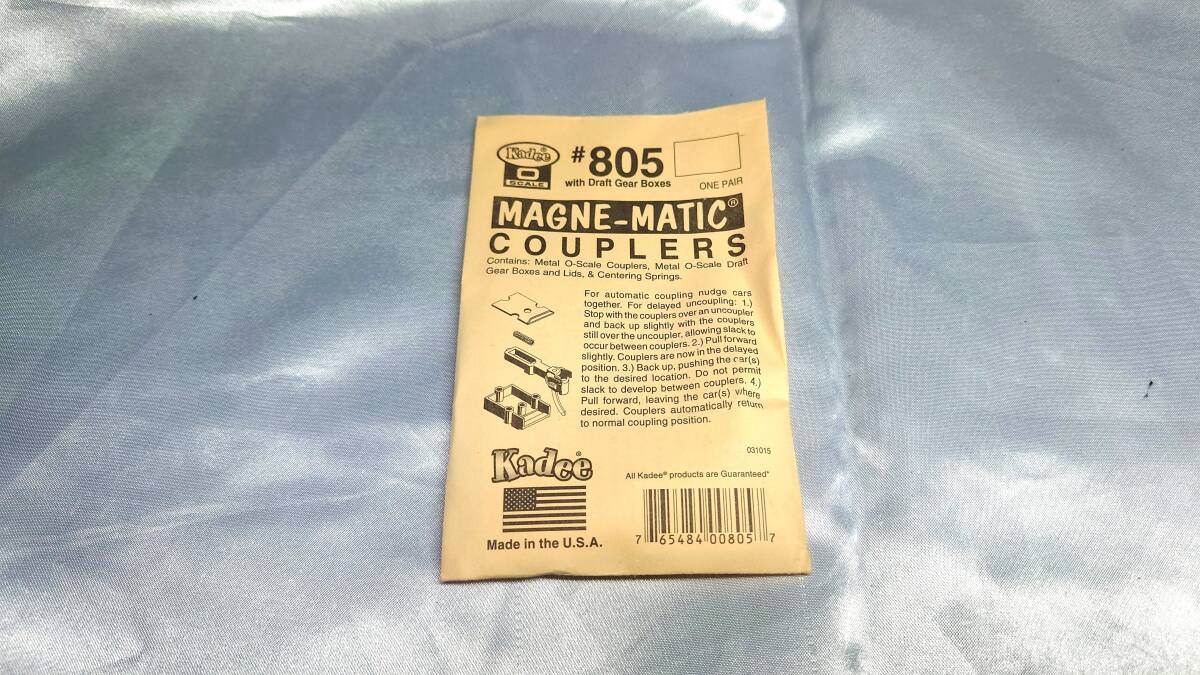 Kadee
O
SCALE
#805
with Draft Gear Boxes
ONE PAIR
MAGNE-MATIC®
COUPLERS
Contains: Metal O-Scale Couplers, Metal O-Scale Draft
Gear Boxes and Lids, & Centering Springs.
For automatic coupling nudge cars
together. For delayed uncoupling: 1.)
Stop with the couplers over an uncoupler
and back up slightly with the couplers
still over the uncoupler, allowing slack to
occur between couplers. 2.) Pull forward
slightly. Couplers are now in the delayed
position. 3.) Back up, pushing the car(s)
to the desired location. Do not permit
slack to develop between couplers. 4.)
Pull forward, leaving the car(s) where
desired. Couplers automatically return
to normal coupling position.
031015
Kadee
All Kadee® products are Guaranteed*
Made in the U.S.A.
7 65484 00805 7